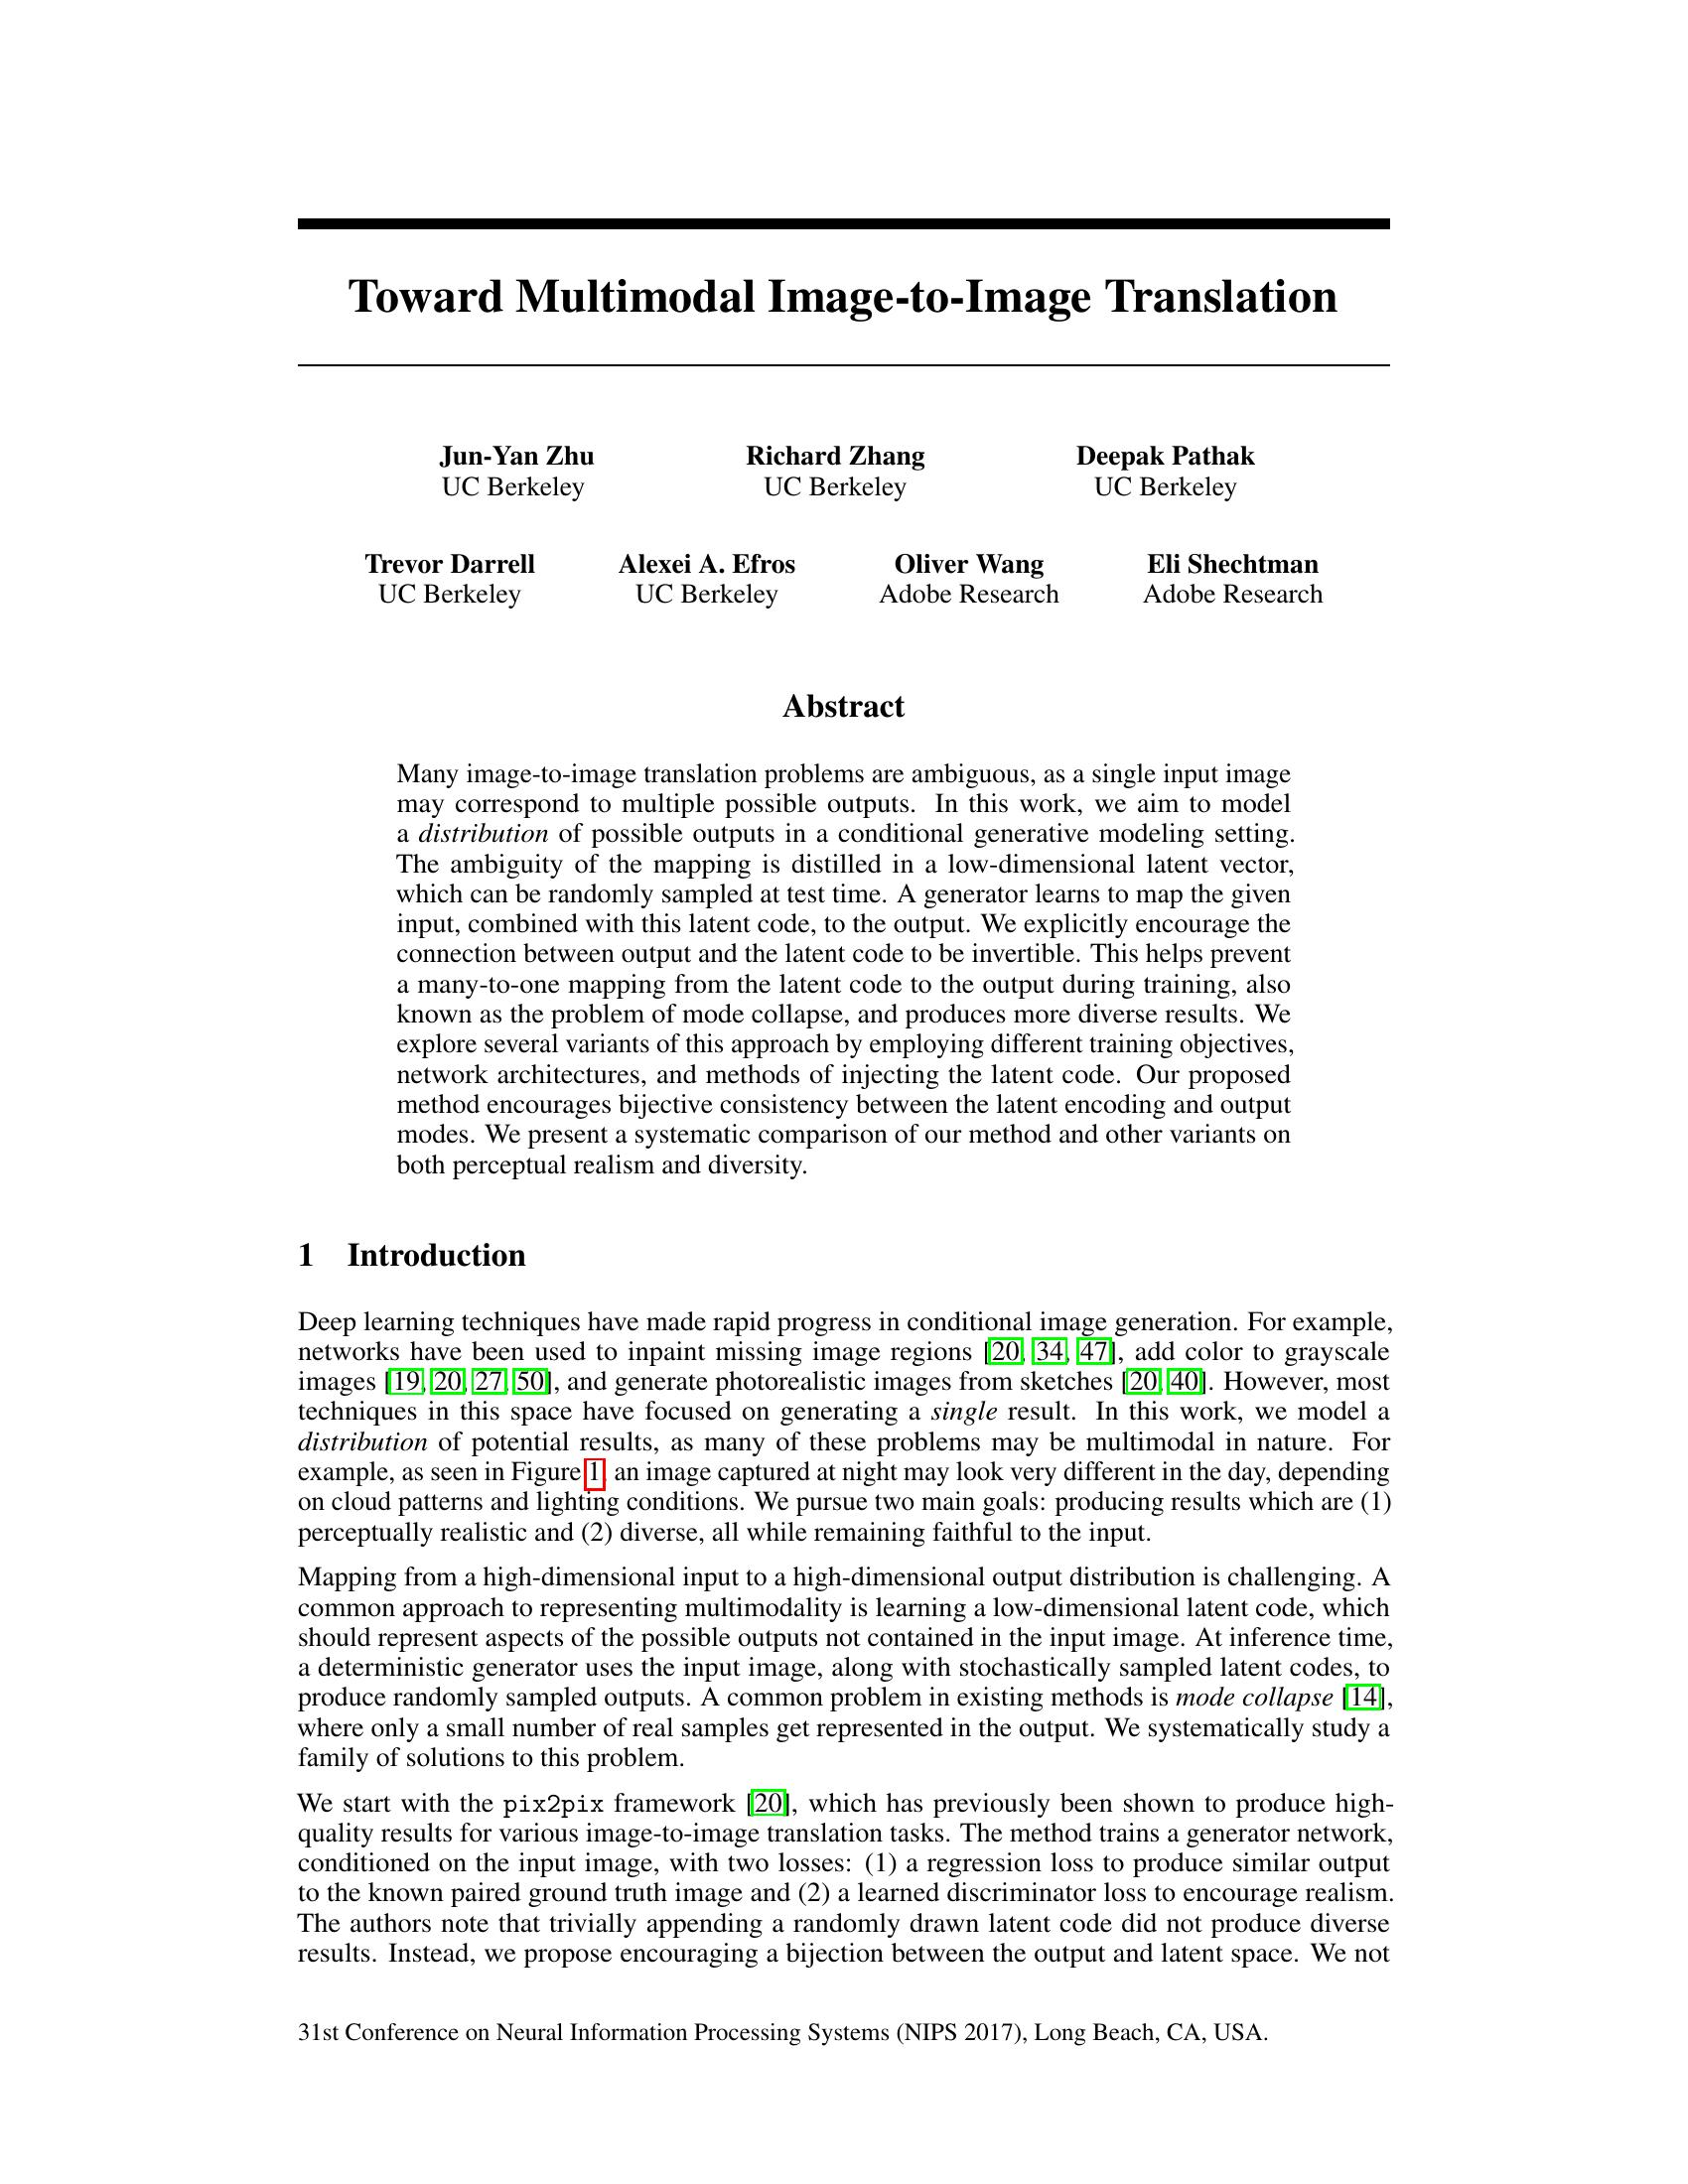 Toward Multimodal Image-to-Image Translation
Jun-Yan Zhu
UC Berkeley
Richard Zhang
UC Berkeley
Deepak Pathak
UC Berkeley
Trevor Darrell
UC Berkeley
Alexei A. Efros
UC Berkeley
Oliver Wang
Adobe Research
Eli Shechtman
Adobe Research
Abstract
Many image-to-image translation problems are ambiguous, as a single input image
may correspond to multiple possible outputs. In this work, we aim to model
a distribution of possible outputs in a conditional generative modeling setting.
The ambiguity of the mapping is distilled in a low-dimensional latent vector,
which can be randomly sampled at test time. A generator learns to map the given
input, combined with this latent code, to the output. We explicitly encourage the
connection between output and the latent code to be invertible. This helps prevent
a many-to-one mapping from the latent code to the output during training, also
known as the problem of mode collapse, and produces more diverse results. We
explore several variants of this approach by employing different training objectives,
network architectures, and methods of injecting the latent code. Our proposed
method encourages bijective consistency between the latent encoding and output
modes. We present a systematic comparison of our method and other variants on
both perceptual realism and diversity.
1 Introduction
Deep learning techniques have made rapid progress in conditional image generation. For example,
networks have been used to inpaint missing image regions [20, 34, 47], add color to grayscale
images [19, 20, 27, 50], and generate photorealistic images from sketches [20, 40]. However, most
techniques in this space have focused on generating a single result. In this work, we model a
distribution of potential results, as many of these problems may be multimodal in nature. For
example, as seen in Figure 1, an image captured at night may look very different in the day, depending
on cloud patterns and lighting conditions. We pursue two main goals: producing results which are (1)
perceptually realistic and (2) diverse, all while remaining faithful to the input.
Mapping from a high-dimensional input to a high-dimensional output distribution is challenging. A
common approach to representing multimodality is learning a low-dimensional latent code, which
should represent aspects of the possible outputs not contained in the input image. At inference time,
a deterministic generator uses the input image, along with stochastically sampled latent codes, to
produce randomly sampled outputs. A common problem in existing methods is mode collapse [14],
where only a small number of real samples get represented in the output. We systematically study a
family of solutions to this problem.
We start with the pix2pix framework [20], which has previously been shown to produce high-
quality results for various image-to-image translation tasks. The method trains a generator network,
conditioned on the input image, with two losses: (1) a regression loss to produce similar output
to the known paired ground truth image and (2) a learned discriminator loss to encourage realism.
The authors note that trivially appending a randomly drawn latent code did not produce diverse
results. Instead, we propose encouraging a bijection between the output and latent space. We not
31st Conference on Neural Information Processing Systems (NIPS 2017), Long Beach, CA, USA.